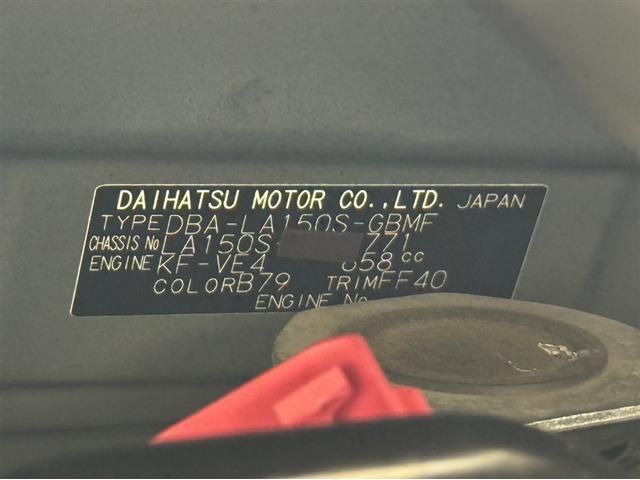 DAIHATSU MOTOR CO.,LTD. JAPAN
TYPE DBA-LA150S-GBMF
CHASSIS No LA150S- 771
ENGINE KF-VE4 658 cc
COLOR B79 TRIM FF40
ENGINE No.